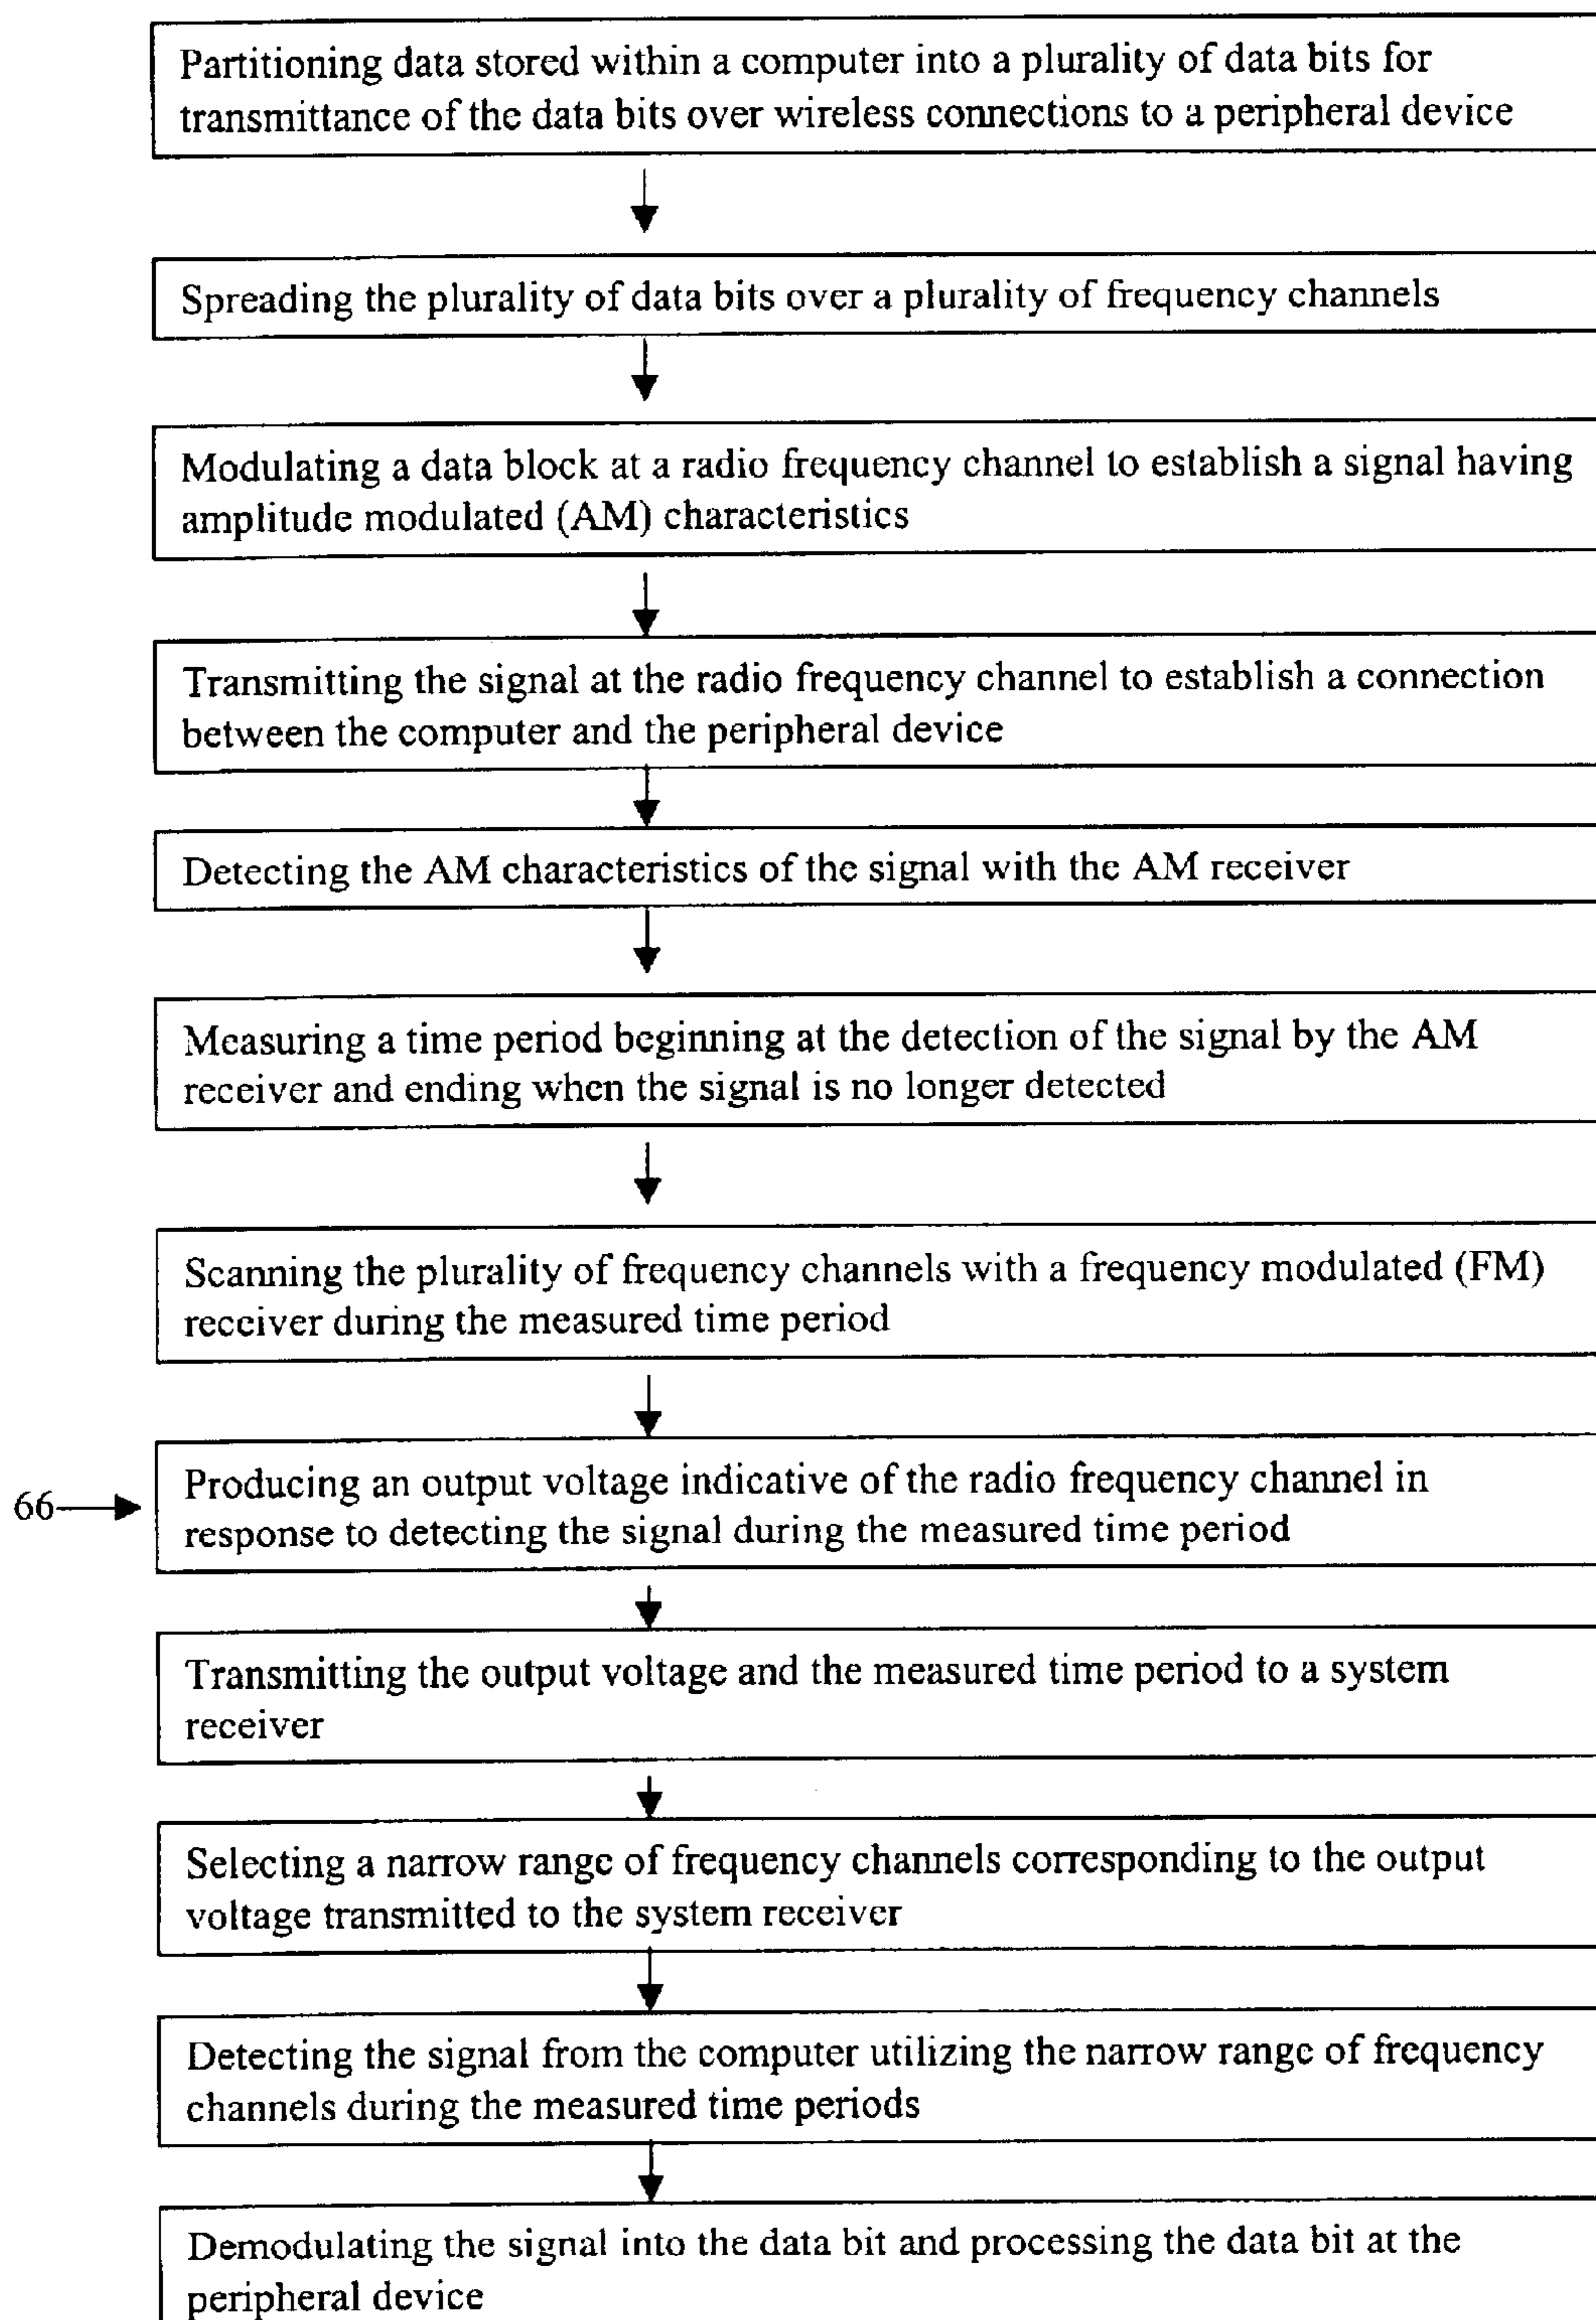 Partitioning data stored within a computer into a plurality of data bits for
transmittance of the data bits over wireless connections to a peripheral device
Spreading the plurality of data bits over a plurality of frequency channels
Modulating a data block at a radio frequency channel to establish a signal having
amplitude modulated (AM) characteristics
Transmitting the signal at the radio frequency channel to establish a connection
between the computer and the peripheral device
Detecting the AM characteristics of the signal with the AM receiver
Measuring a time period beginning at the detection of the signal by the AM
receiver and ending when the signal is no longer detected
Scanning the plurality of frequency channels with a frequency modulated (FM)
receiver during the measured time period
66
Producing an output voltage indicative of the radio frequency channel in
response to detecting the signal during the measured time period
Transmitting the output voltage and the measured time period to a system
receiver
Selecting a narrow range of frequency channels corresponding to the output
voltage transmitted to the system receiver
Detecting the signal from the computer utilizing the narrow range of frequency
channels during the measured time periods
Demodulating the signal into the data bit and processing the data bit at the
peripheral device